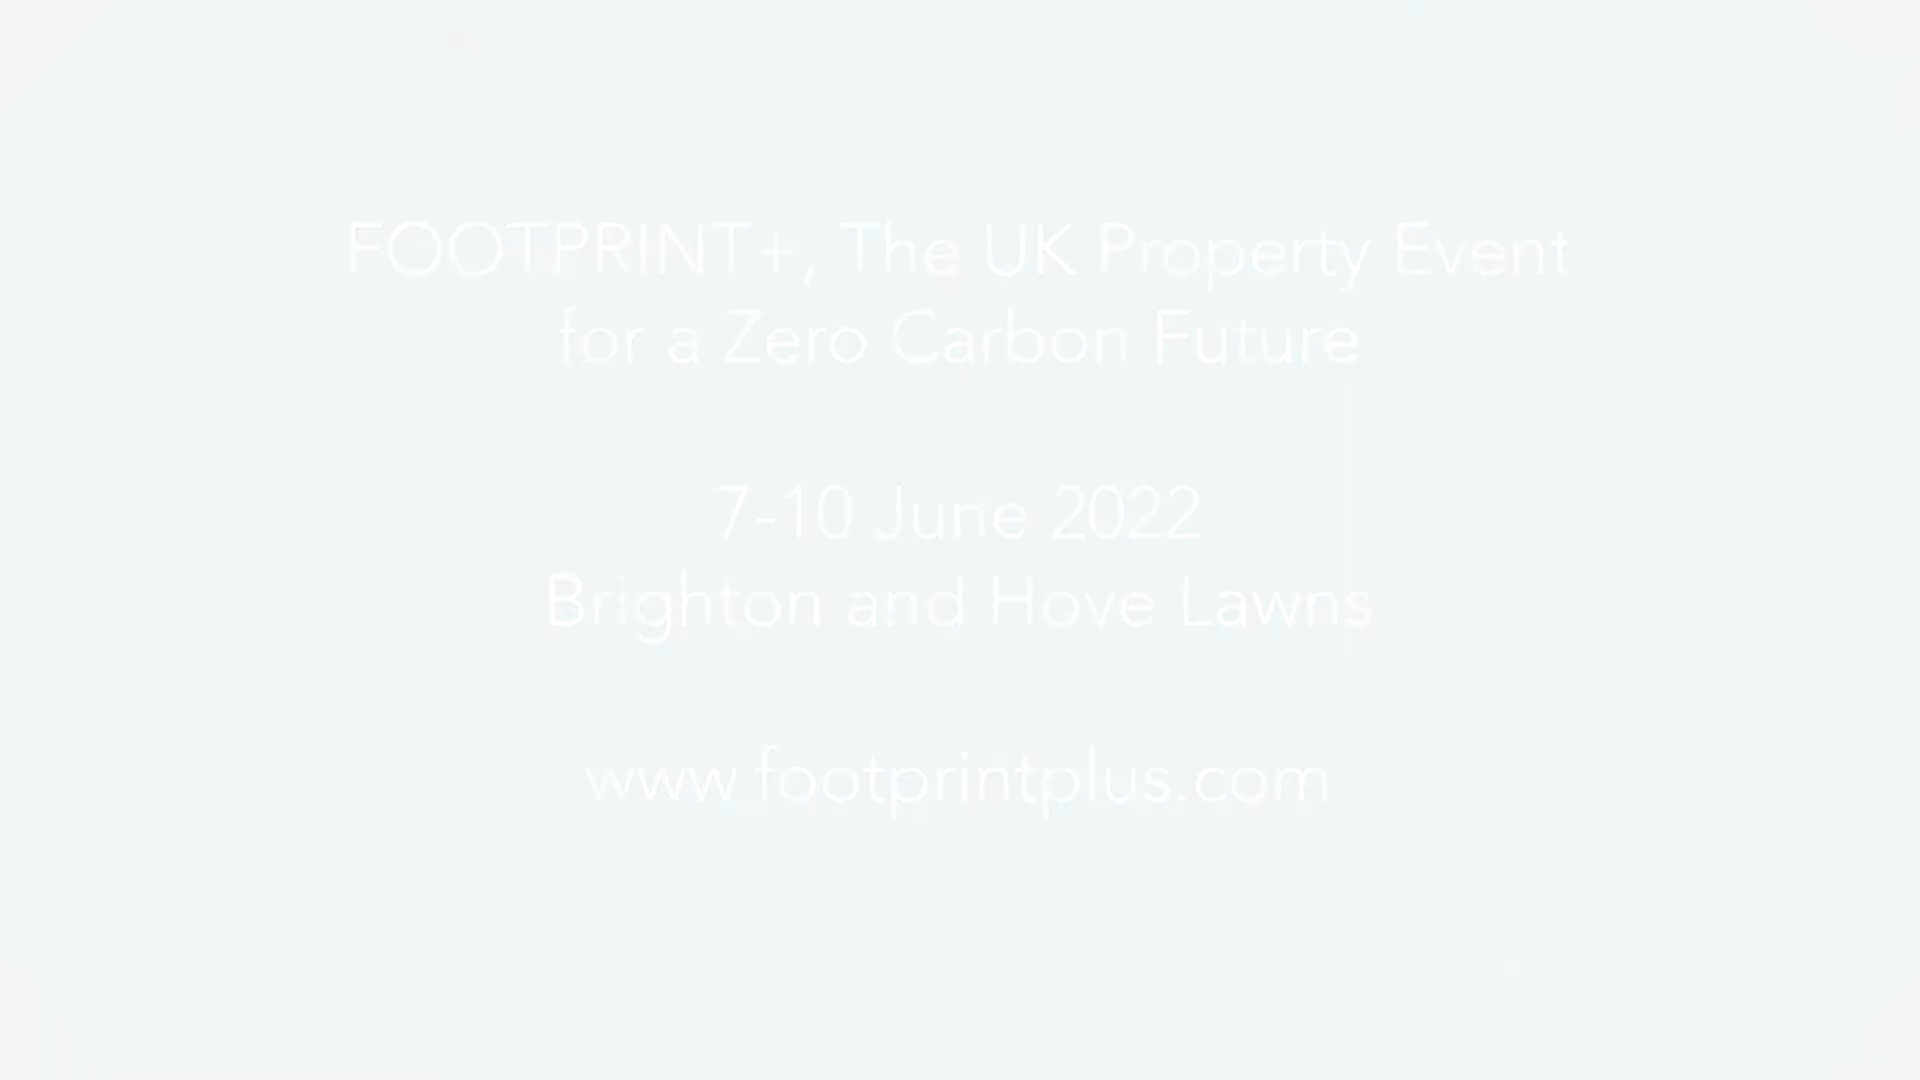 FOOTPRINT+, The UK Property Event
for a Zero Carbon Future
7-10 June 2022
Brighton and Hove Lawns
www.footprintplus.com